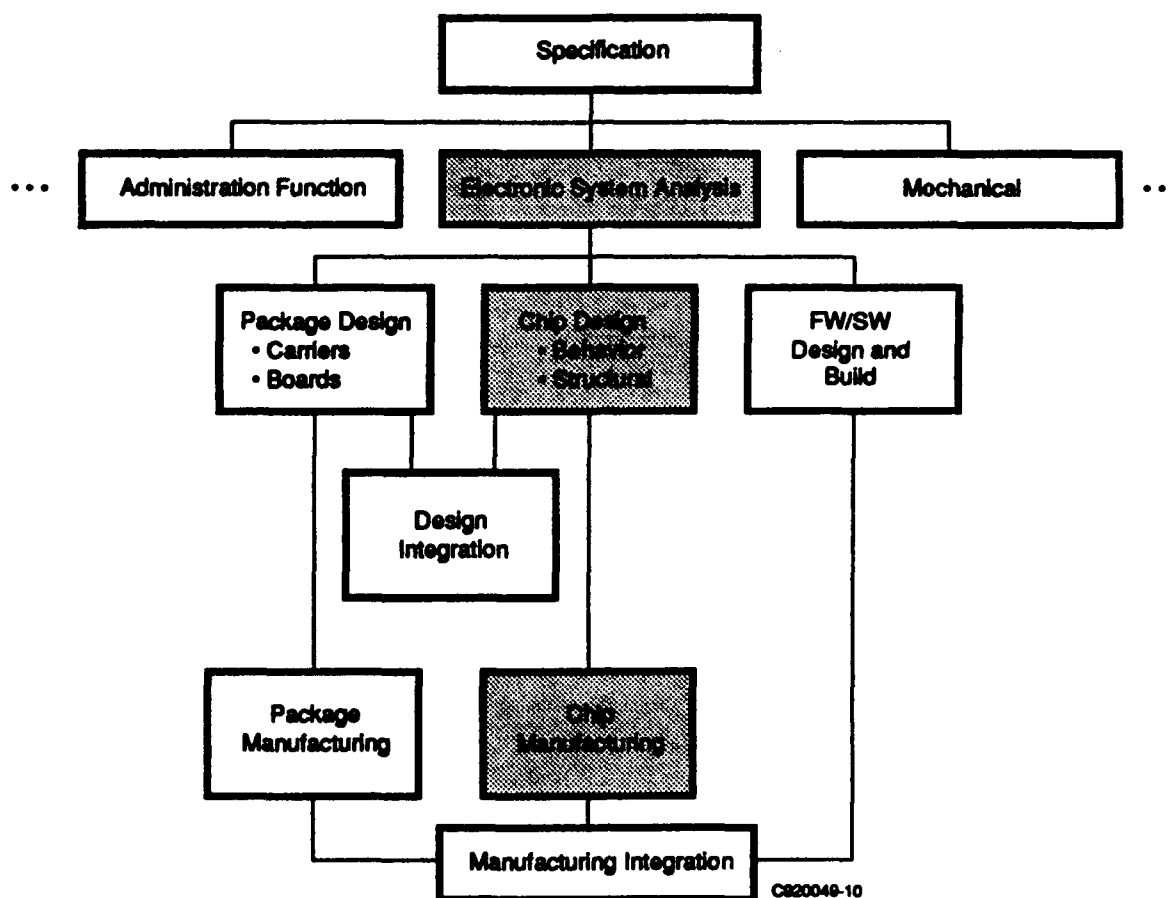 Specification
Administration Function
Electronic System Analysis
Mochanical
Package Design
• Carriers
• Boards
Chip Design
• Behavior
• Structural
FW/SW
Design and
Build
Design
Integration
Package
Manufacturing
Chip
Manufacturing
Manufacturing Integration
C920049-10